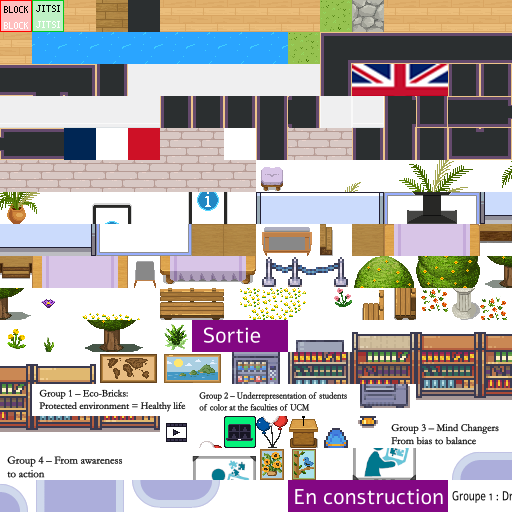 BLOCK
JITSI
BLOCK
JITSI
1
Sortie
Group 1 – Eco-Bricks:
Protected environment = Healthy life
Group 2 – Underrepresentation of students
of color at the faculties of UCM
Group 3 – Mind Changers
From bias to balance
Group 4 – From awareness
to action
En construction
Groupe 1 : Dr